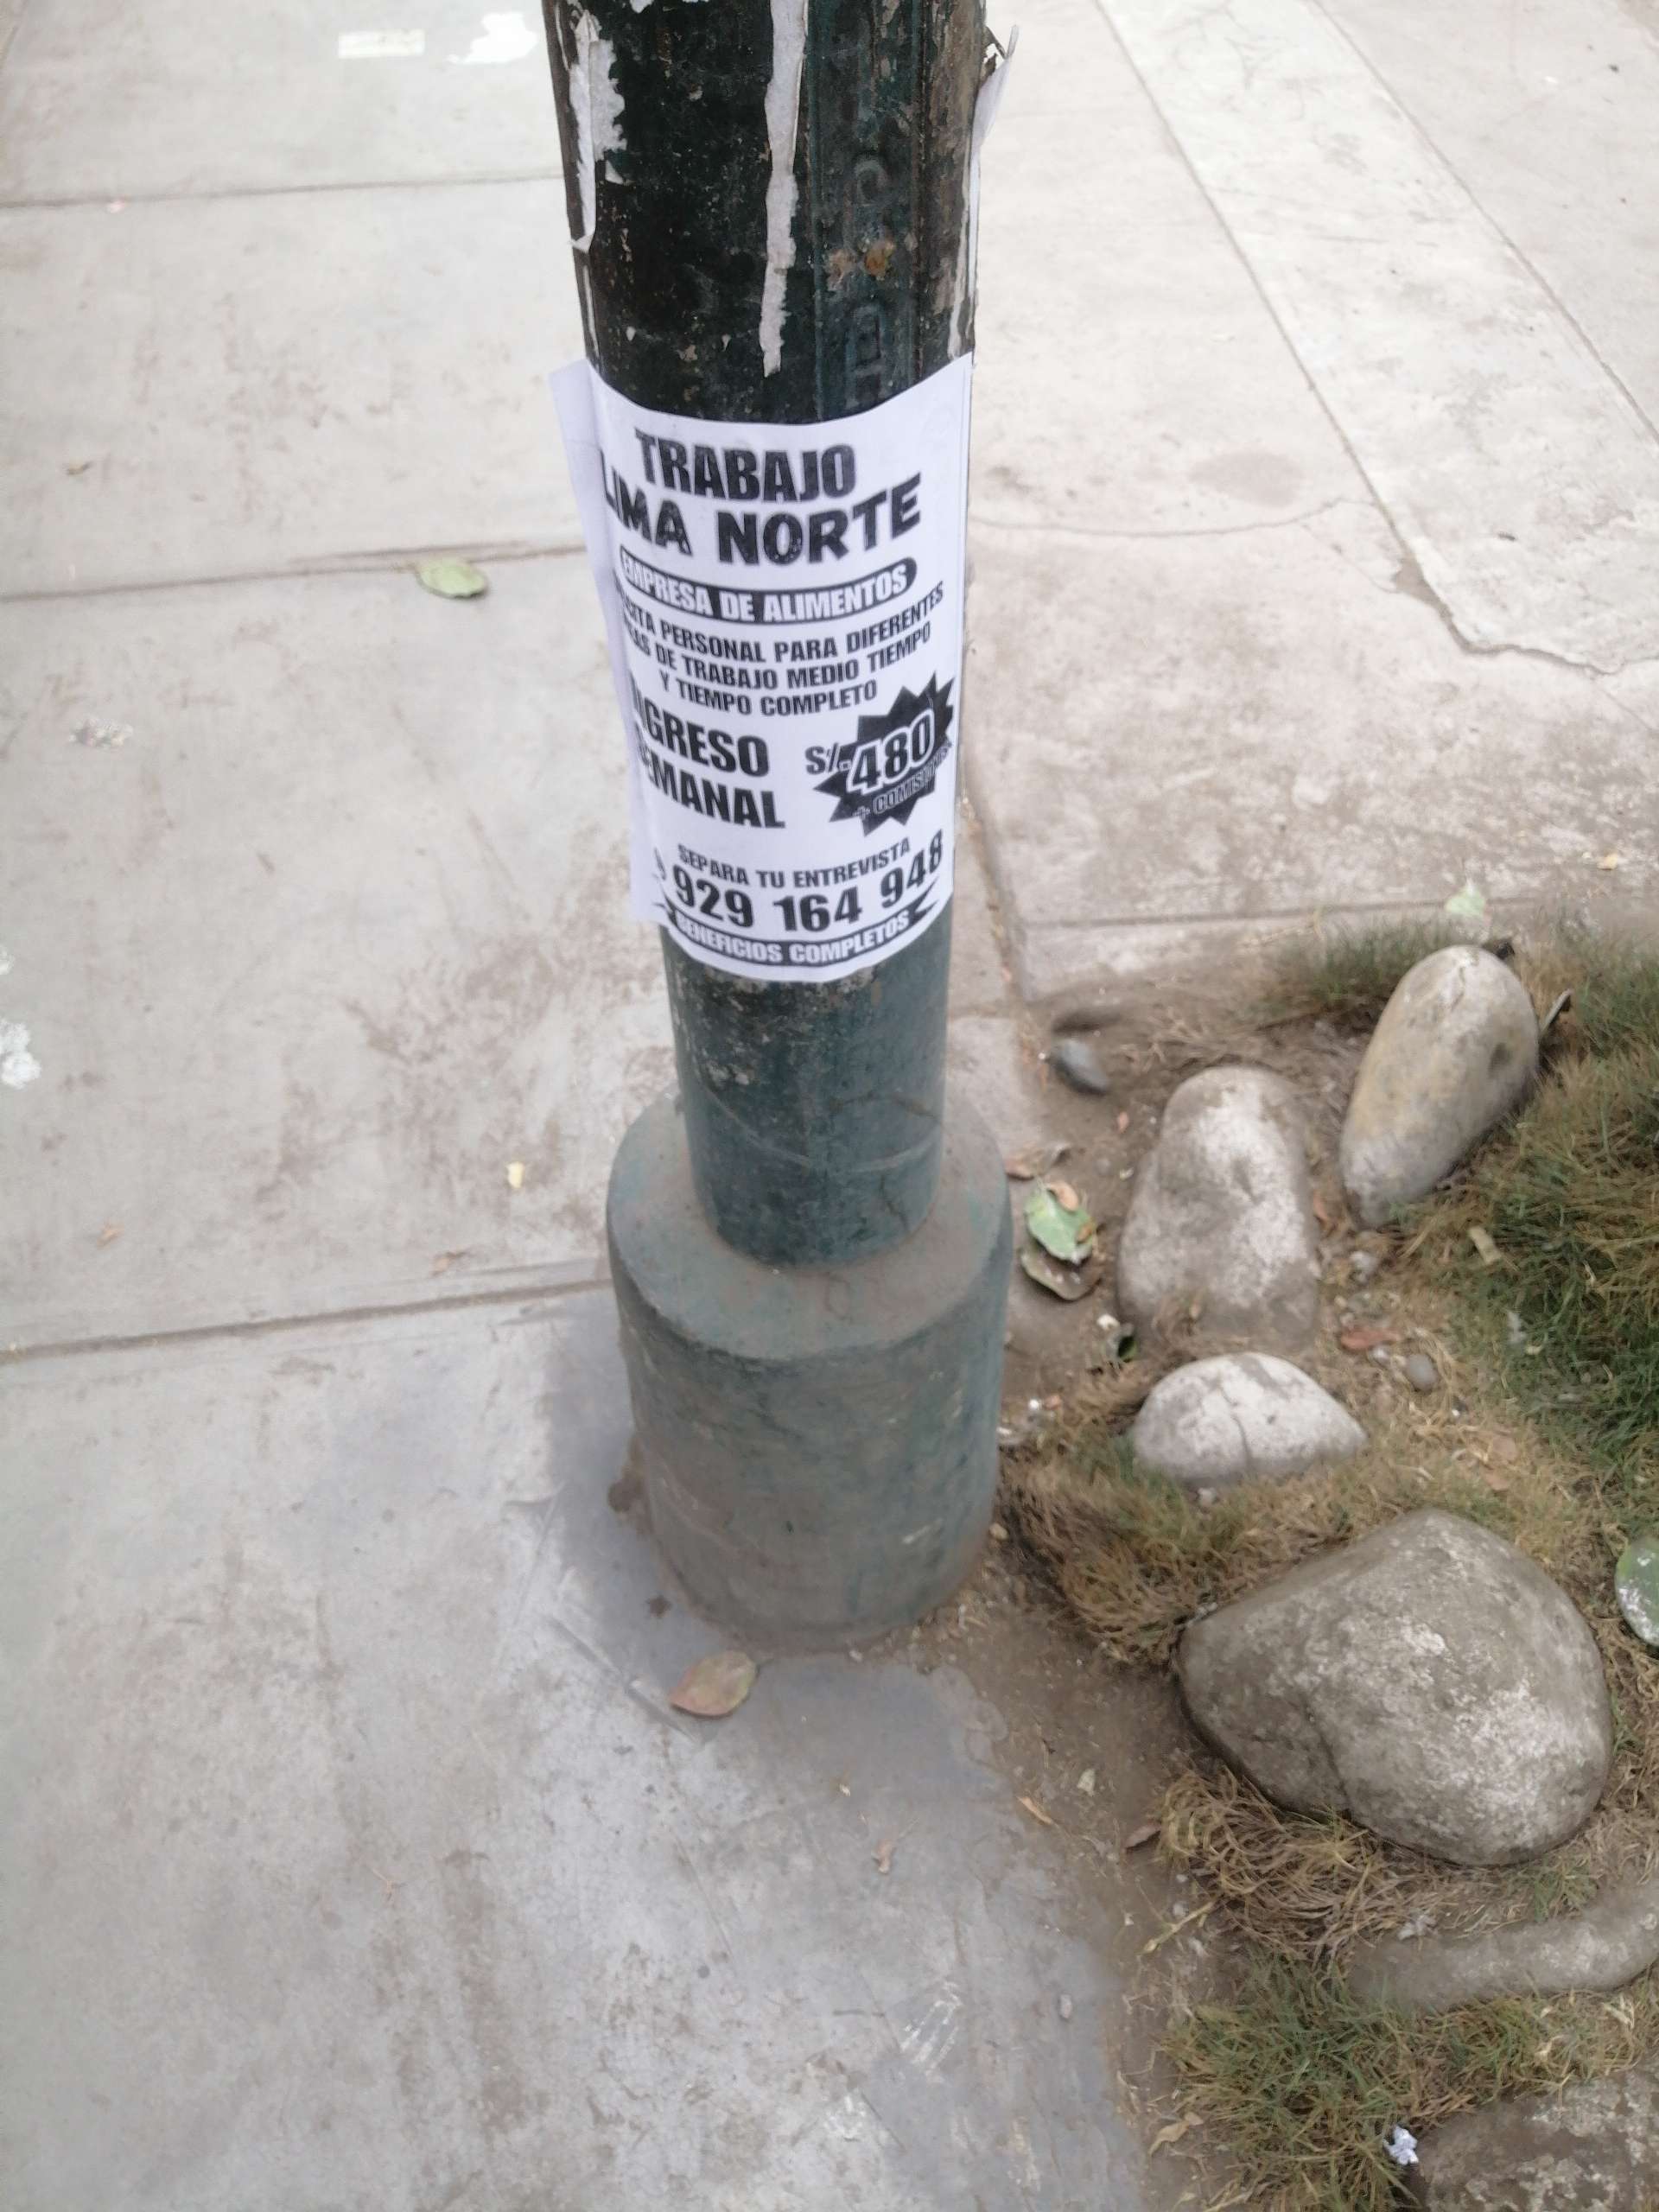 TRABAJO
LIMA NORTE
EMPRESA DE ALIMENTOS
PERSONAL PARA DIFERENTES
DE TRABAJO MEDIO TIEMPO
Y TIEMPO COMPLETO
INGRESO
SEMANAL
S/. 480
+ COMISIONES
SEPARA TU ENTREVISTA
929 164 948
BENEFICIOS COMPLETOS